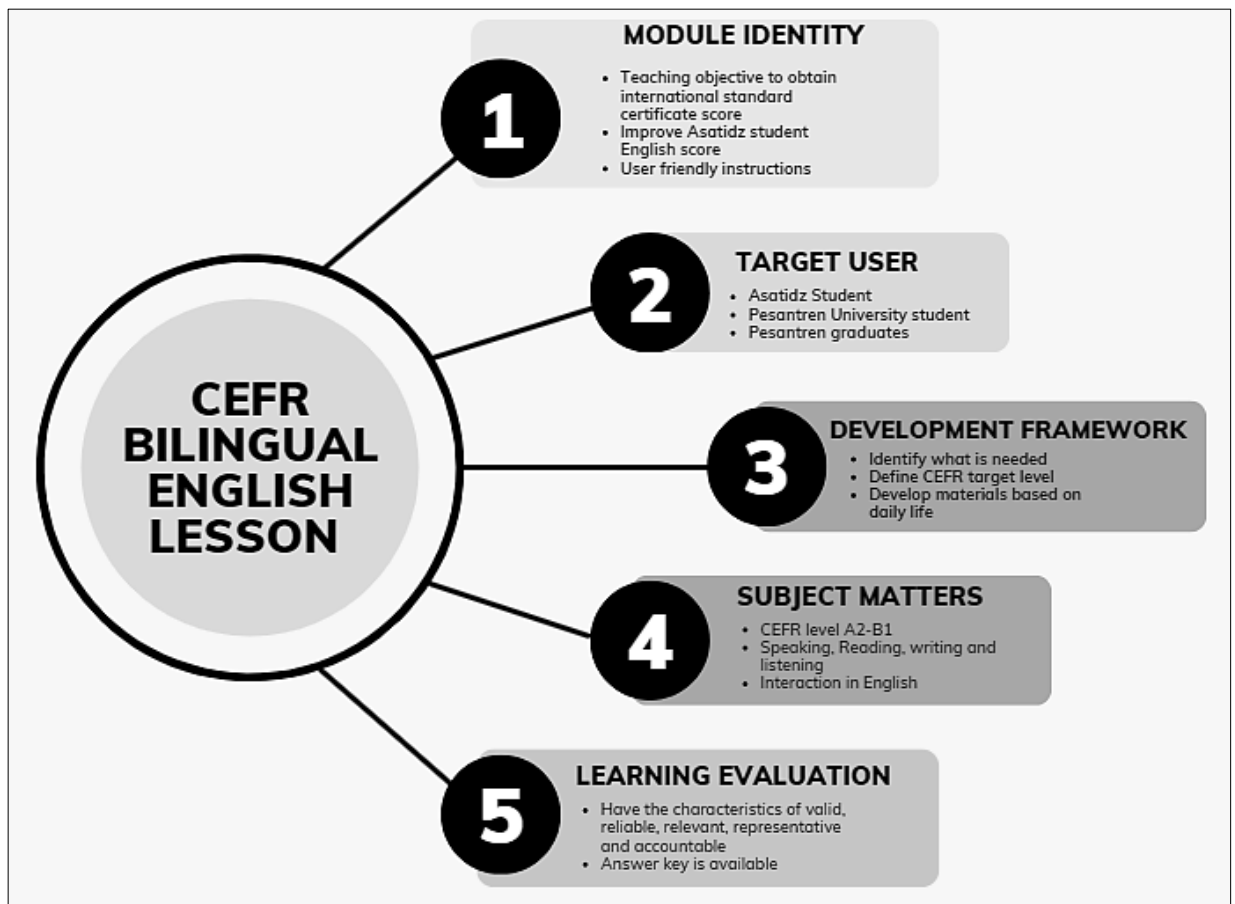 MODULE IDENTITY
1
• Teaching objective to obtain
international standard
certificate score
• Improve Asatidz student
English score
• User friendly instructions
2
TARGET USER
• Asatidz Student
• Pesantren University student
• Pesantren graduates
CEFR
BILINGUAL
ENGLISH
LESSON
3
DEVELOPMENT FRAMEWORK
• Identify what is needed
• Define CEFR target level
• Develop materials based on
daily life
4
SUBJECT MATTERS
• CEFR level A2-B1
• Speaking, Reading, writing and
listening
• Interaction in English
5
LEARNING EVALUATION
• Have the characteristics of valid,
reliable, relevant, representative
and accountable
• Answer key is available